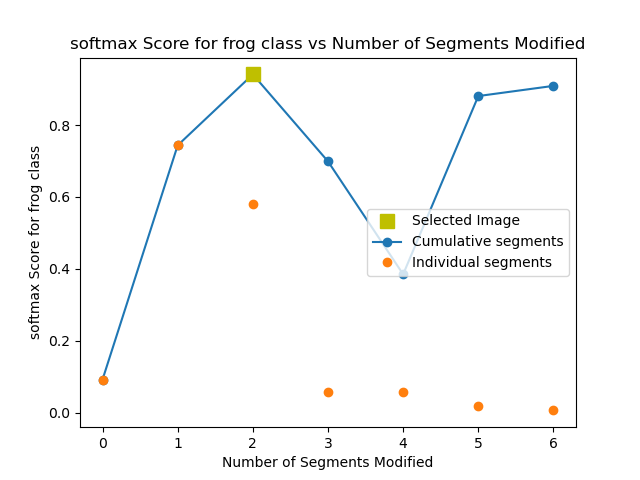 softmax Score for frog class vs Number of Segments Modified
softmax Score for frog class
0.8
0.6
0.4
0.2
0.0
Selected Image
Cumulative segments
Individual segments
0 1 2 3 4 5 6
Number of Segments Modified